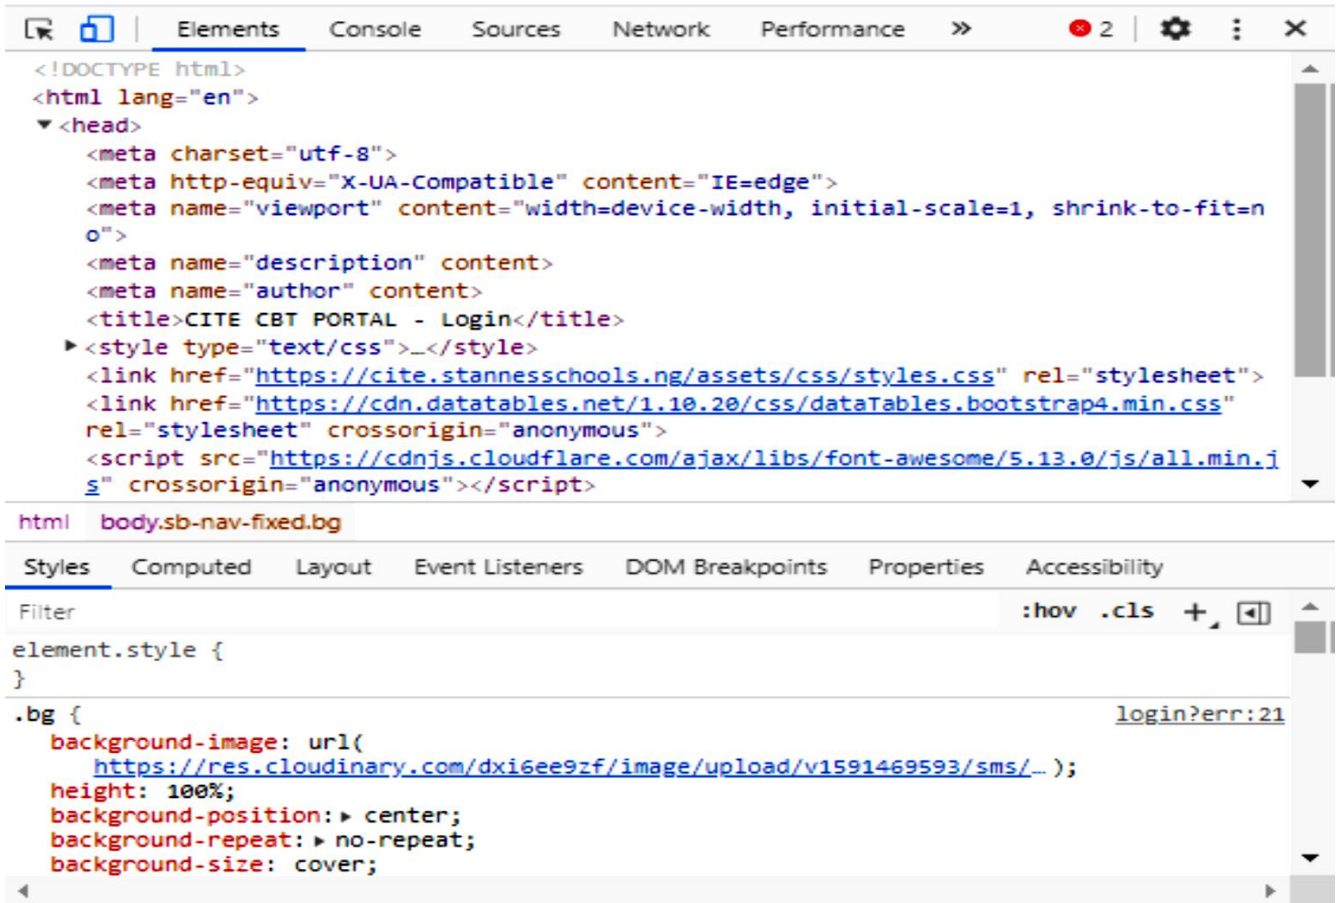 Elements Console Sources Network Performance » 2
<!DOCTYPE html>
<html lang="en">
<head>
<meta charset="utf-8">
<meta http-equiv="X-UA-Compatible" content="IE=edge">
<meta name="viewport" content="width=device-width, initial-scale=1, shrink-to-fit=n
o">
<meta name="description" content>
<meta name="author" content>
<title>CITE CBT PORTAL - Login</title>
<style type="text/css">…</style>
<link href="https://cite.stannesschools.ng/assets/css/styles.css" rel="stylesheet">
<link href="https://cdn.datatables.net/1.10.20/css/dataTables.bootstrap4.min.css"
rel="stylesheet" crossorigin="anonymous">
<script src="https://cdnjs.cloudflare.com/ajax/libs/font-awesome/5.13.0/js/all.min.j
s" crossorigin="anonymous"></script>
html body.sb-nav-fixed.bg
Styles Computed Layout Event Listeners DOM Breakpoints Properties Accessibility
Filter :hov .cls +
element.style {
}
.bg { login?err:21
background-image: url(
https://res.cloudinary.com/dxi6ee9zf/image/upload/v1591469593/sms/… );
height: 100%;
background-position: center;
background-repeat: no-repeat;
background-size: cover;